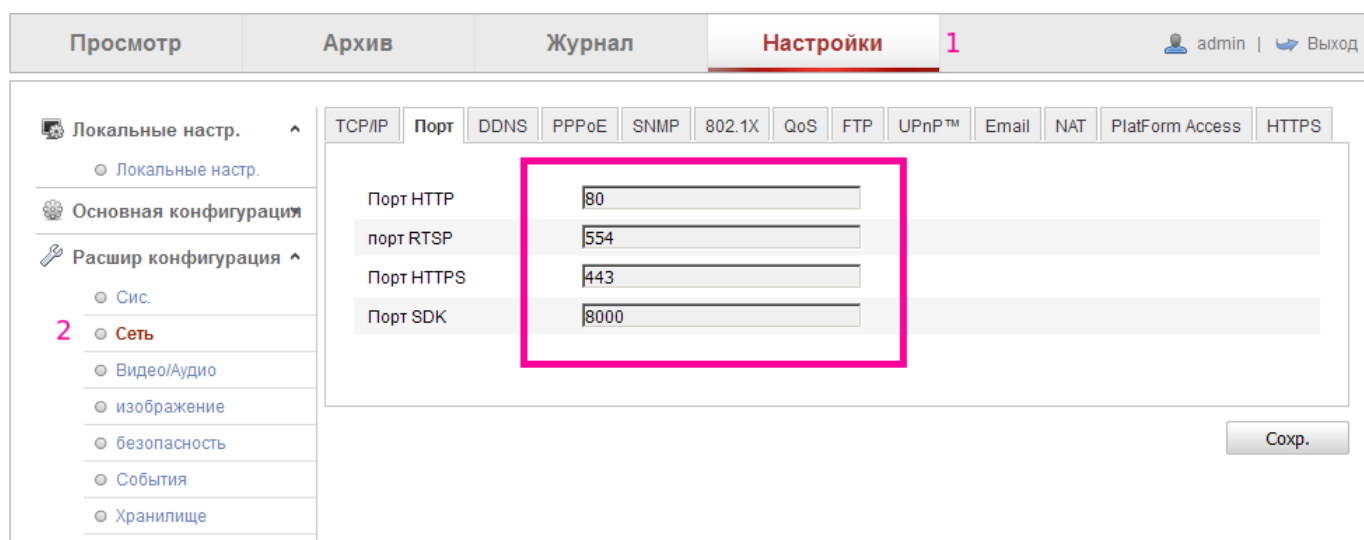 Просмотр Архив Журнал Настройки 1 admin | Выход
Локальные настр.
Локальные настр.
Основная конфигурация
Расшир конфигурация
Сис.
2 Сеть
Видео/Аудио
изображение
безопасность
События
Хранилище
TCP/IP Порт DDNS PPPoE SNMP 802.1X QoS FTP UPnP™ Email NAT PlatForm Access HTTPS
Порт HTTP 80
порт RTSP 554
Порт HTTPS 443
Порт SDK 8000
Сохр.